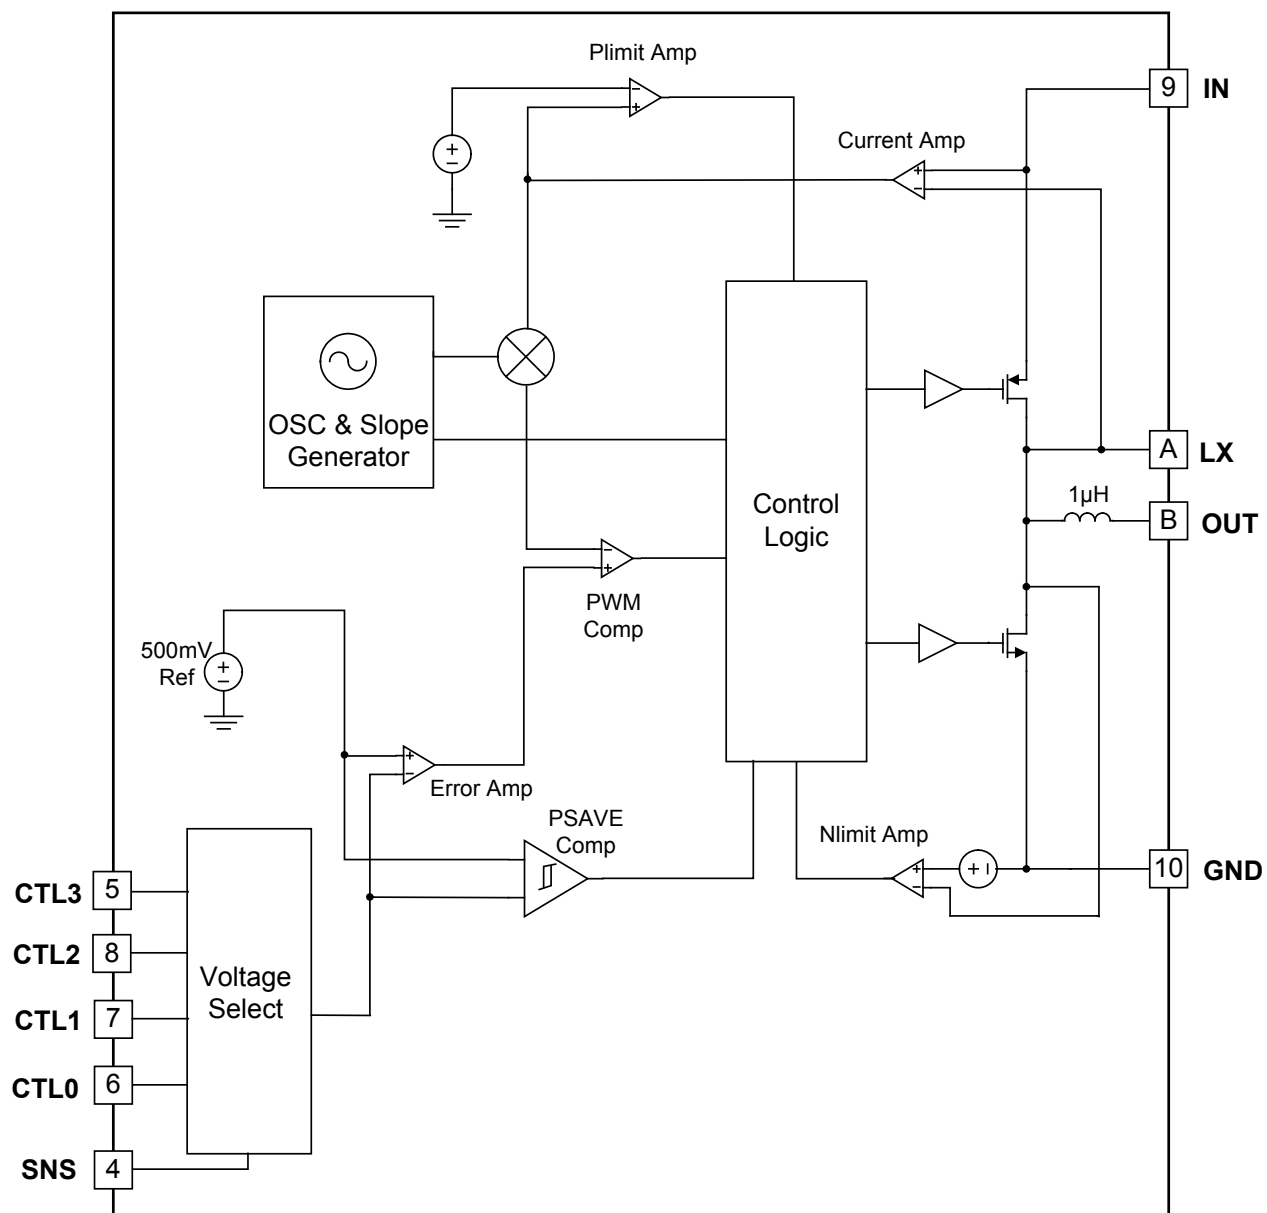 Plimit Amp
9 IN
Current Amp
OSC & Slope
Generator
A LX
1µH
B OUT
Control
Logic
PWM
Comp
500mV
Ref
Error Amp
PSAVE
Comp
Nlimit Amp
10 GND
CTL3 5
CTL2 8
Voltage
Select
CTL1 7
CTL0 6
SNS 4